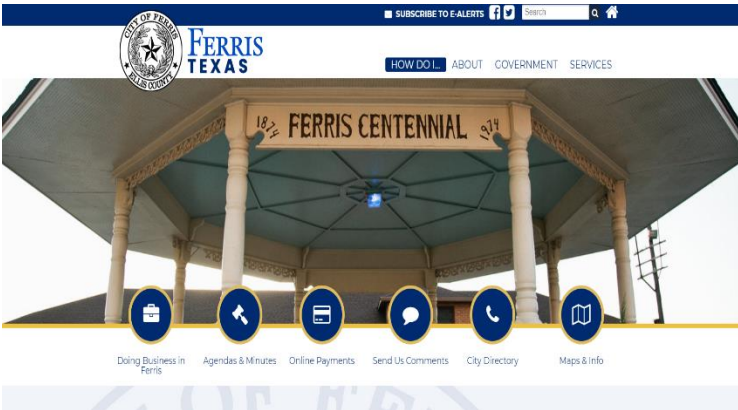 SUBSCRIBE TO E-ALERTS
Search
CITY OF FERRIS
ELLIS COUNTY
FERRIS
TEXAS
HOW DO I...
ABOUT
GOVERNMENT
SERVICES
1874 FERRIS CENTENNIAL 1974
Doing Business in
Ferris
Agendas & Minutes
Online Payments
Send Us Comments
City Directory
Maps & Info